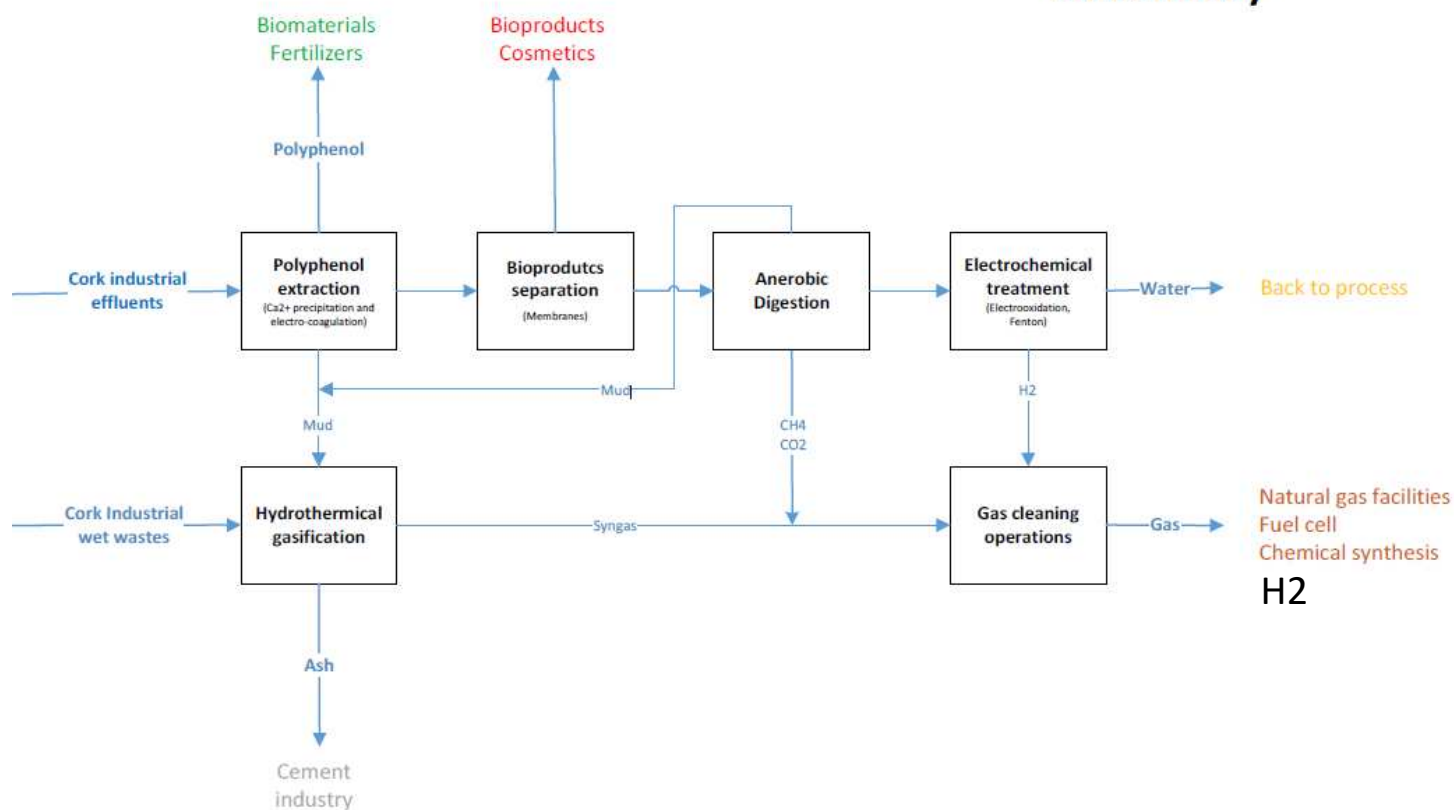 Biomaterials
Fertilizers
Bioproducts
Cosmetics
Polyphenol
Cork industrial
effluents
Polyphenol
extraction
(Ca2+ precipitation and
electro-coagulation)
Bioprodutcs
separation
(Membranes)
Anerobic
Digestion
Electrochemical
treatment
(Electrooxidation,
Fenton)
Water
Back to process
Mud
Mud
CH4
CO2
H2
Cork Industrial
wet wastes
Hydrothermical
gasification
Syngas
Gas cleaning
operations
Gas
Natural gas facilities
Fuel cell
Chemical synthesis
H2
Ash
Cement
industry